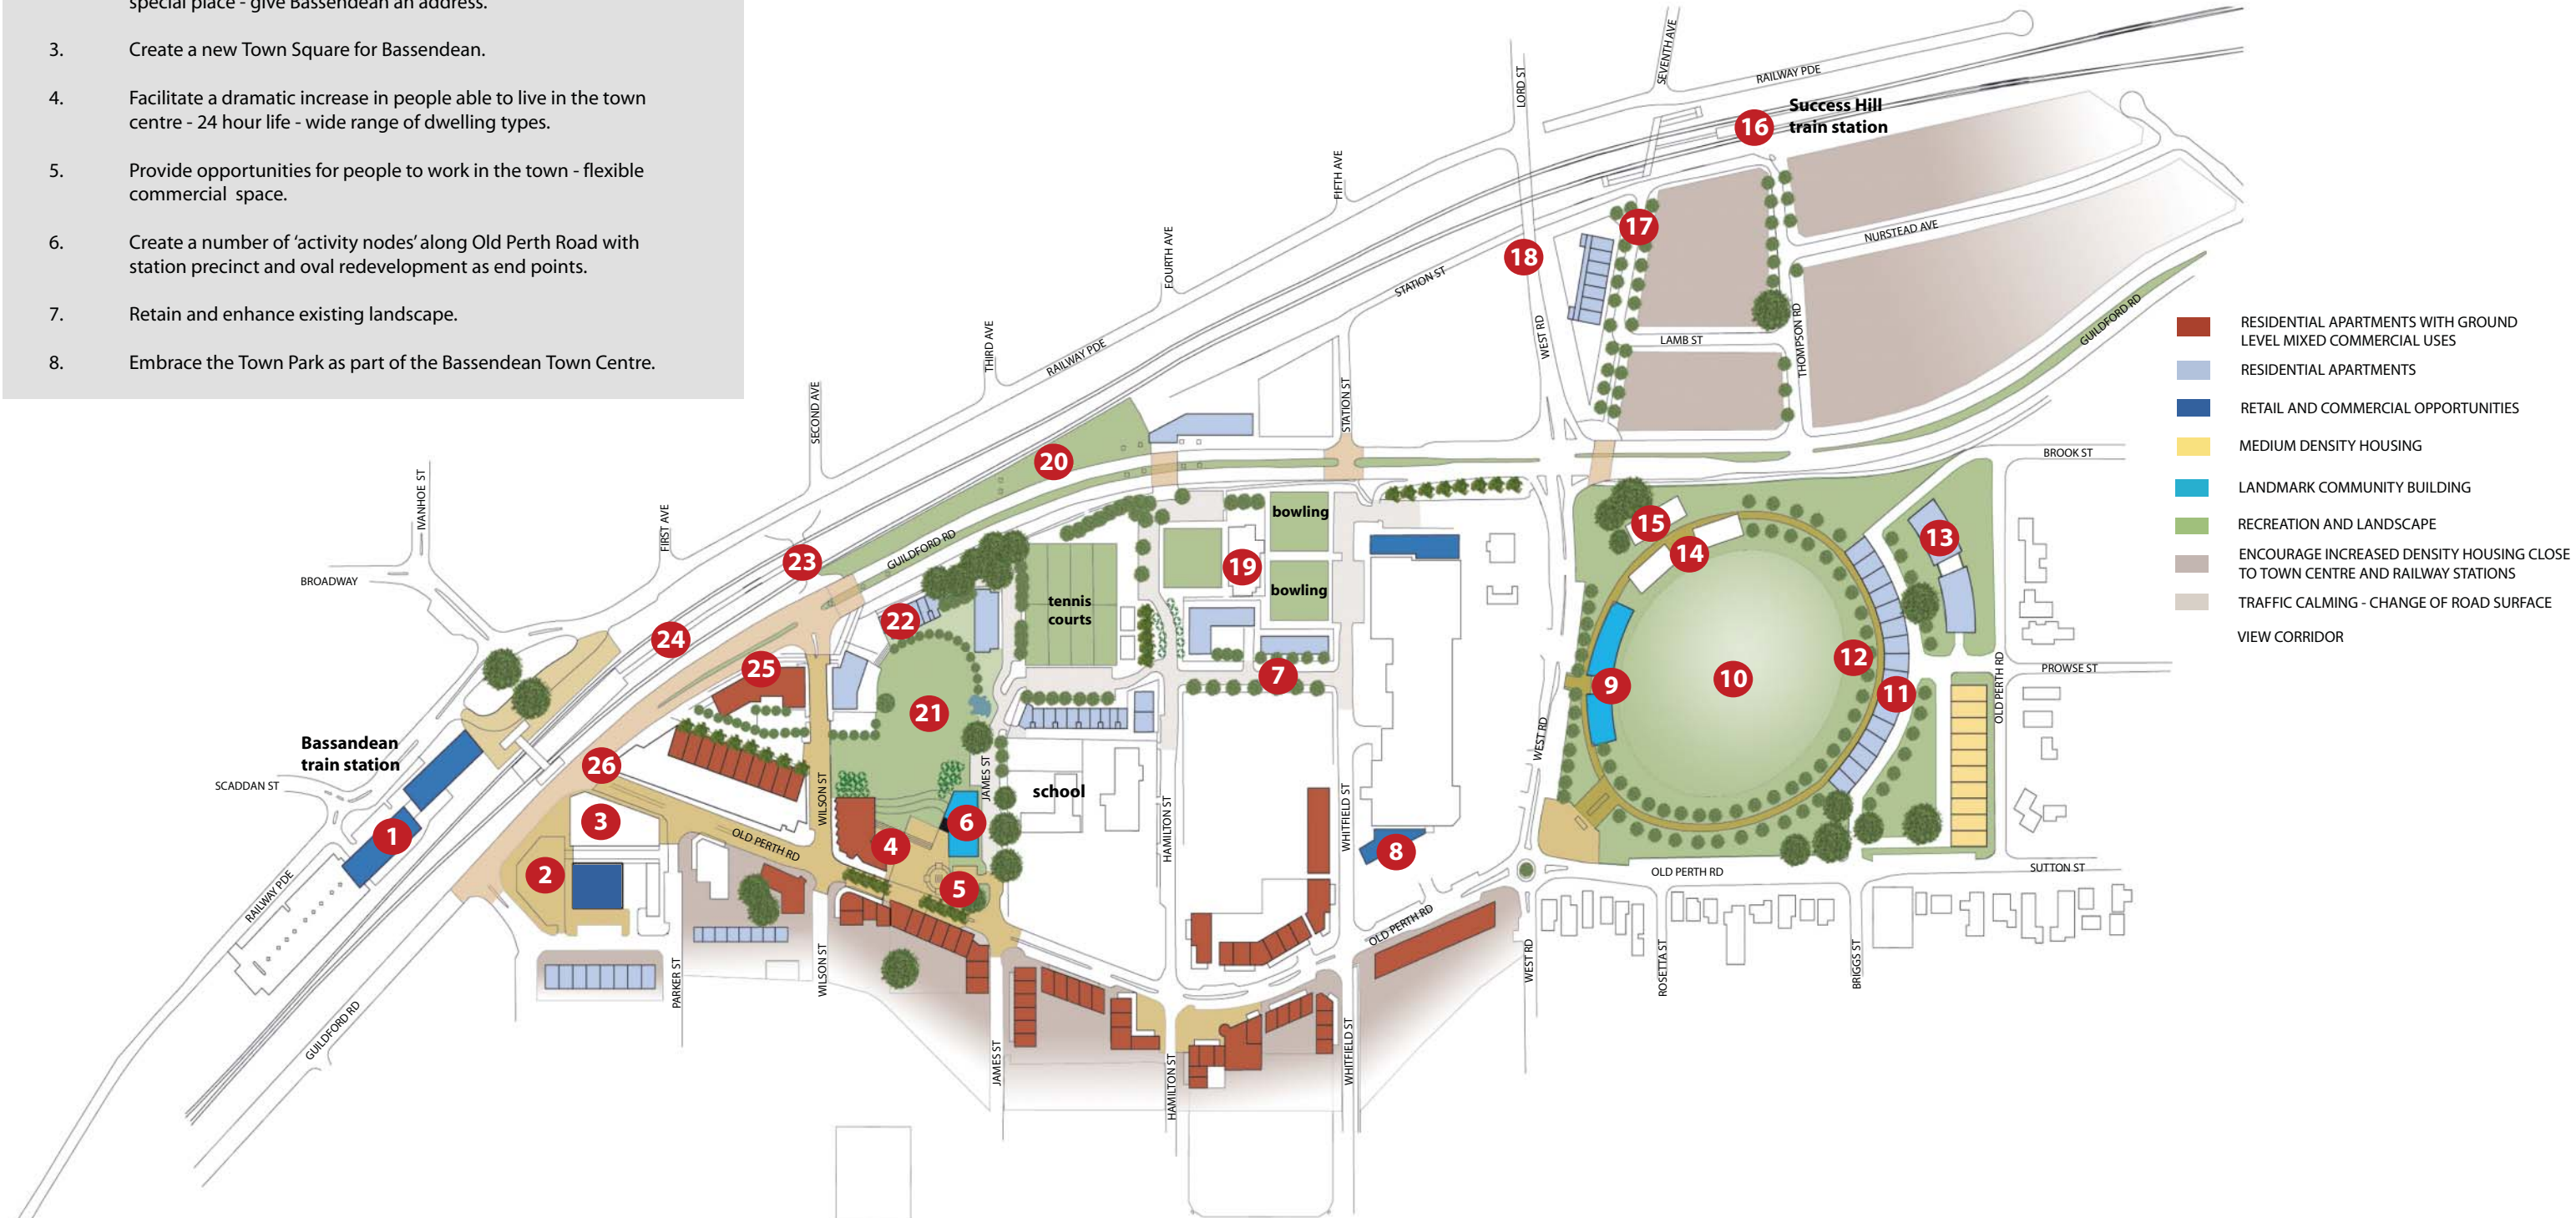 special place - give Bassendean an address.
3. Create a new Town Square for Bassendean.
4. Facilitate a dramatic increase in people able to live in the town
centre - 24 hour life - wide range of dwelling types.
5. Provide opportunities for people to work in the town - flexible
commercial space.
6. Create a number of 'activity nodes' along Old Perth Road with
station precinct and oval redevelopment as end points.
7. Retain and enhance existing landscape.
8. Embrace the Town Park as part of the Bassendean Town Centre.
SEVENTH AVE
LORD ST
RAILWAY PDE
Success Hill
train station
16
FIFTH AVE
17
18
NURSTEAD AVE
FOURTH AVE
STATION ST
WEST RD
LAMB ST
THOMPSON RD
GUILDFORD RD
THIRD AVE
RAILWAY PDE
SECOND AVE
STATION ST
20
IVANHOE ST
FIRST AVE
BROADWAY
GUILDFORD RD
23
22
24
25
26
21
tennis
courts
bowling
bowling
19
7
15
14
13
12
11
10
9
BROOK ST
PROWSE ST
OLD PERTH RD
SUTTON ST
Bassandean
train station
SCADDAN ST
1
RAILWAY PDE
GUILDFORD RD
2
3
OLD PERTH RD
WILSON ST
4
5
6
JAMES ST
school
HAMILTON ST
WHITFIELD ST
8
WEST RD
OLD PERTH RD
OLD PERTH RD
PARKER ST
WILSON ST
JAMES ST
HAMILTON ST
WHITFIELD ST
WEST RD
ROSETTA ST
BRIGGS ST
RESIDENTIAL APARTMENTS WITH GROUND
LEVEL MIXED COMMERCIAL USES
RESIDENTIAL APARTMENTS
RETAIL AND COMMERCIAL OPPORTUNITIES
MEDIUM DENSITY HOUSING
LANDMARK COMMUNITY BUILDING
RECREATION AND LANDSCAPE
ENCOURAGE INCREASED DENSITY HOUSING CLOSE
TO TOWN CENTRE AND RAILWAY STATIONS
TRAFFIC CALMING - CHANGE OF ROAD SURFACE
VIEW CORRIDOR